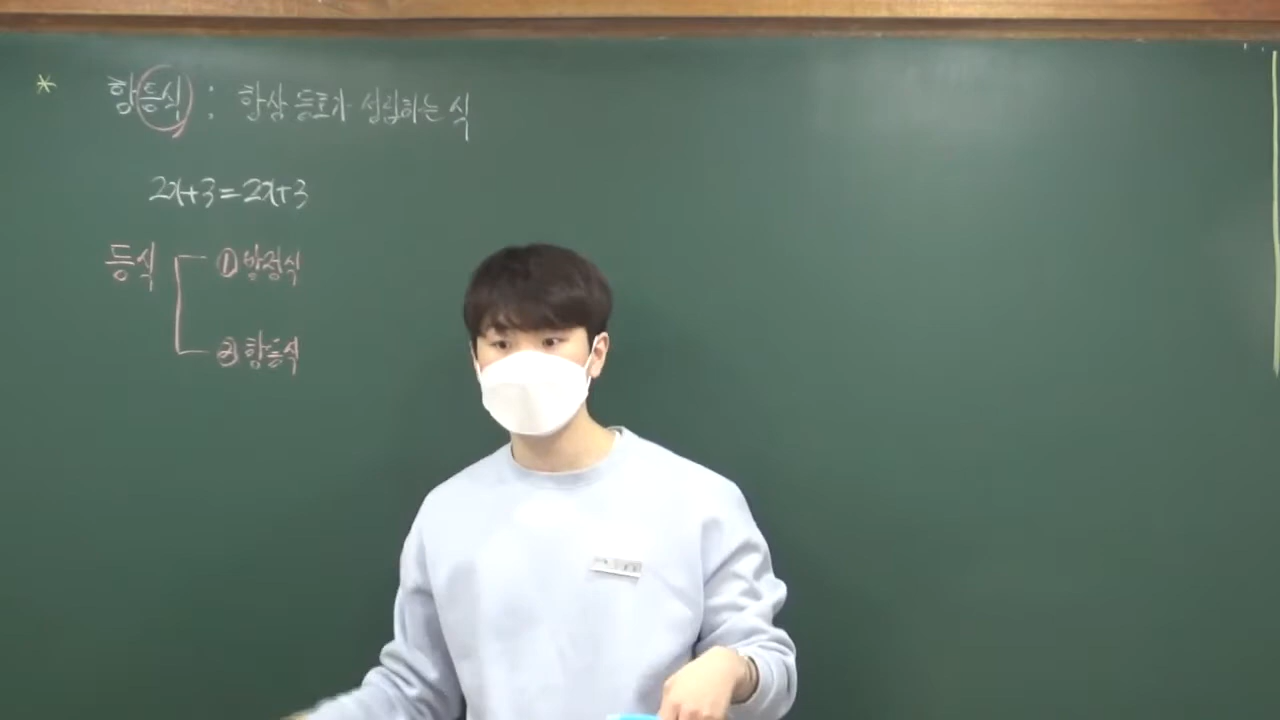 * 항등식 : 항상 등호가 성립하는 식
2x+3=2x+3
등식 ① 방정식
② 항등식